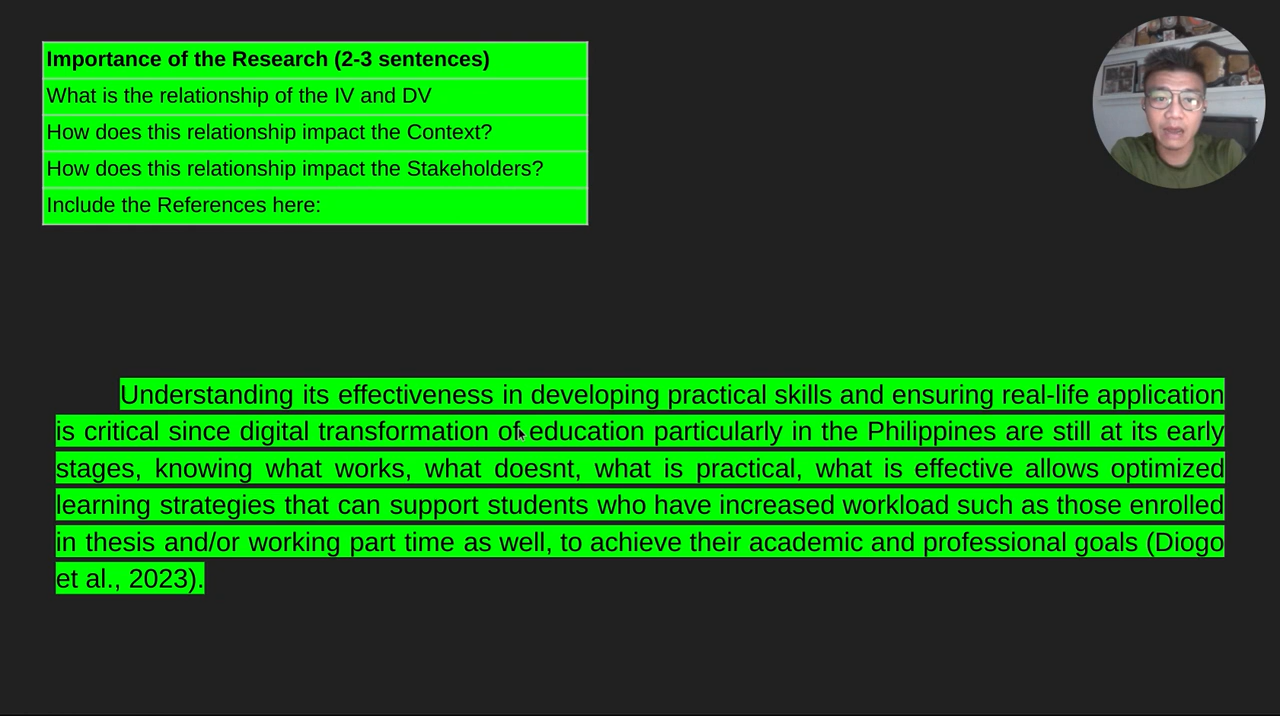 Importance of the Research (2-3 sentences)
What is the relationship of the IV and DV
How does this relationship impact the Context?
How does this relationship impact the Stakeholders?
Include the References here:
Understanding its effectiveness in developing practical skills and ensuring real-life application
is critical since digital transformation of education particularly in the Philippines are still at its early
stages, knowing what works, what doesnt, what is practical, what is effective allows optimized
learning strategies that can support students who have increased workload such as those enrolled
in thesis and/or working part time as well, to achieve their academic and professional goals (Diogo
et al., 2023).